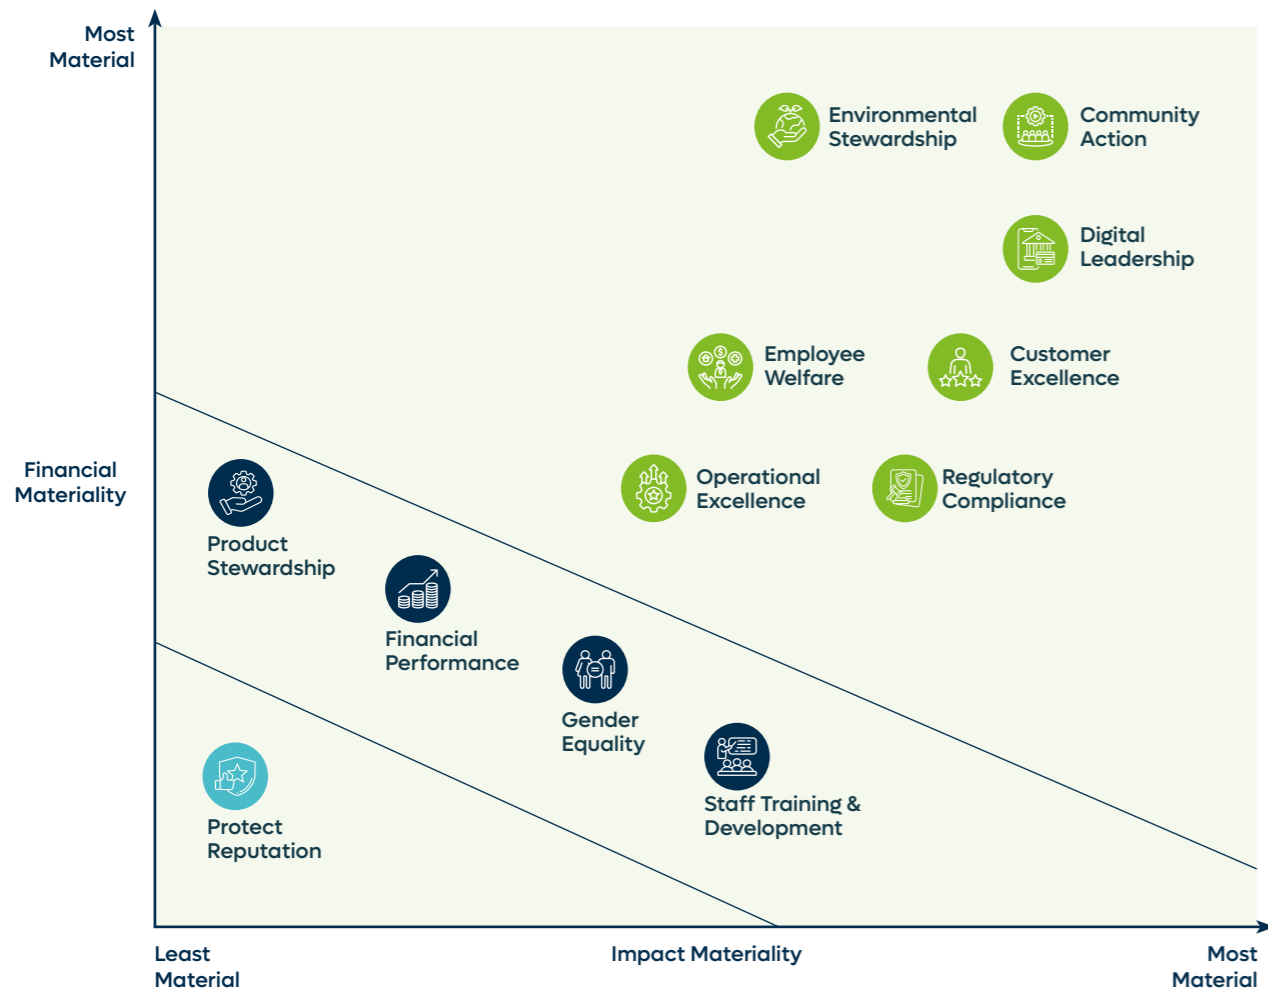 Most
Material
Environmental
Stewardship
Community
Action
Digital
Leadership
Employee
Welfare
Customer
Excellence
Financial
Materiality
Operational
Excellence
Regulatory
Compliance
Product
Stewardship
Financial
Performance
Gender
Equality
Staff Training &
Development
Protect
Reputation
Least
Material
Impact Materiality
Most
Material